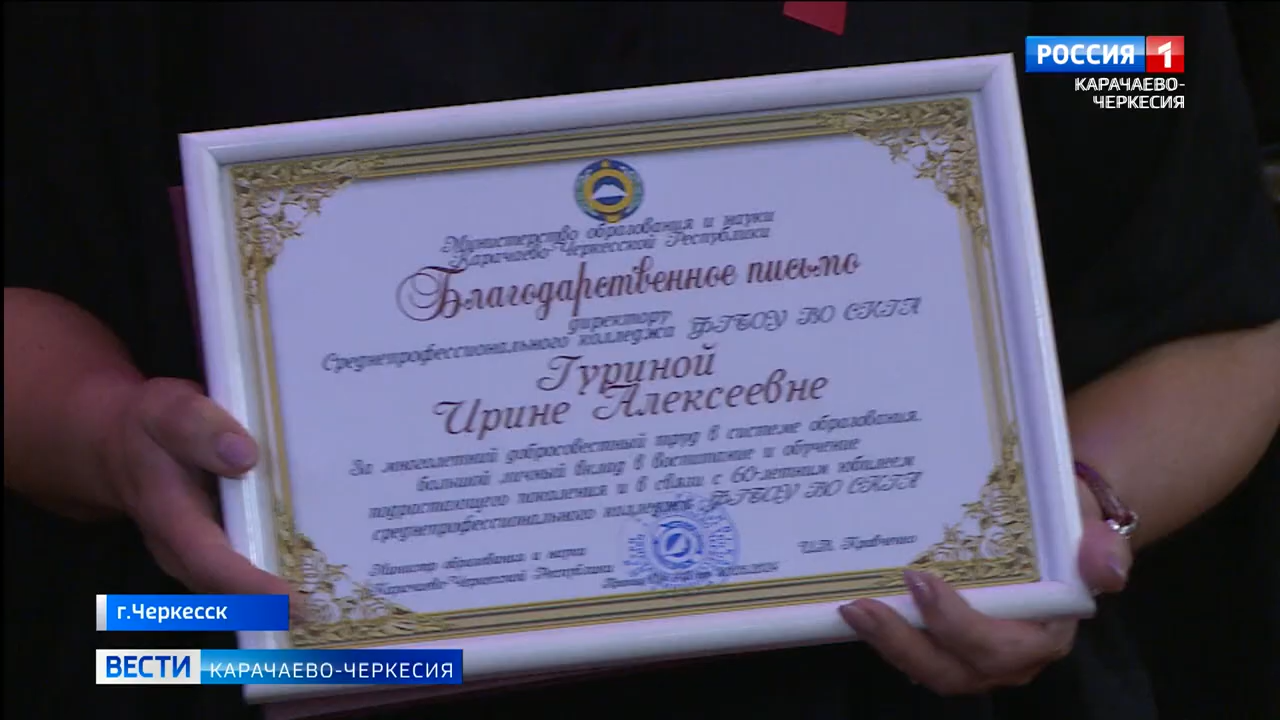 РОССИЯ 1
КАРАЧАЕВО-
ЧЕРКЕСИЯ
Министерство образования и науки
Карачаево-Черкесской Республики
Благодарственное письмо
директору
Среднепрофессионального колледжа ФГБОУ ВО СКГА
Гуриной
Ирине Алексеевне
За многолетний добросовестный труд в системе образования,
большой личный вклад в воспитание и обучение
подрастающего поколения и в связи с 60-летним юбилеем
среднепрофессионального колледжа ФГБОУ ВО СКГА
Министр образования и науки
Карачаево-Черкесской Республики
И.В. Кравченко
г.Черкесск
ВЕСТИ КАРАЧАЕВО-ЧЕРКЕСИЯ